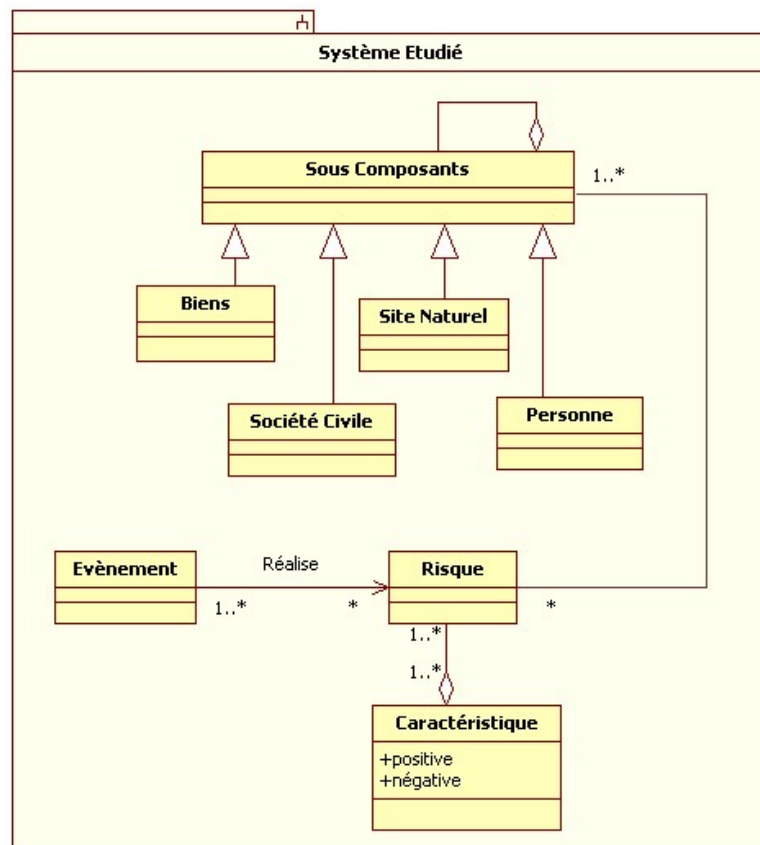 Système Etudié
Sous Composants
1..*
Biens
Site Naturel
Société Civile
Personne
Evènement
Réalise
Risque
1..*
*
*
1..*
1..*
Caractéristique
+positive
+négative